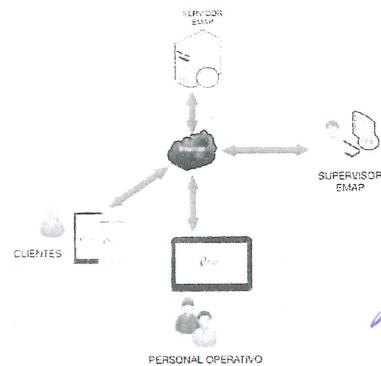 SERVIDOR
EMAP
SUPERVISOR
EMAP
CLIENTES
PERSONAL OPERATIVO